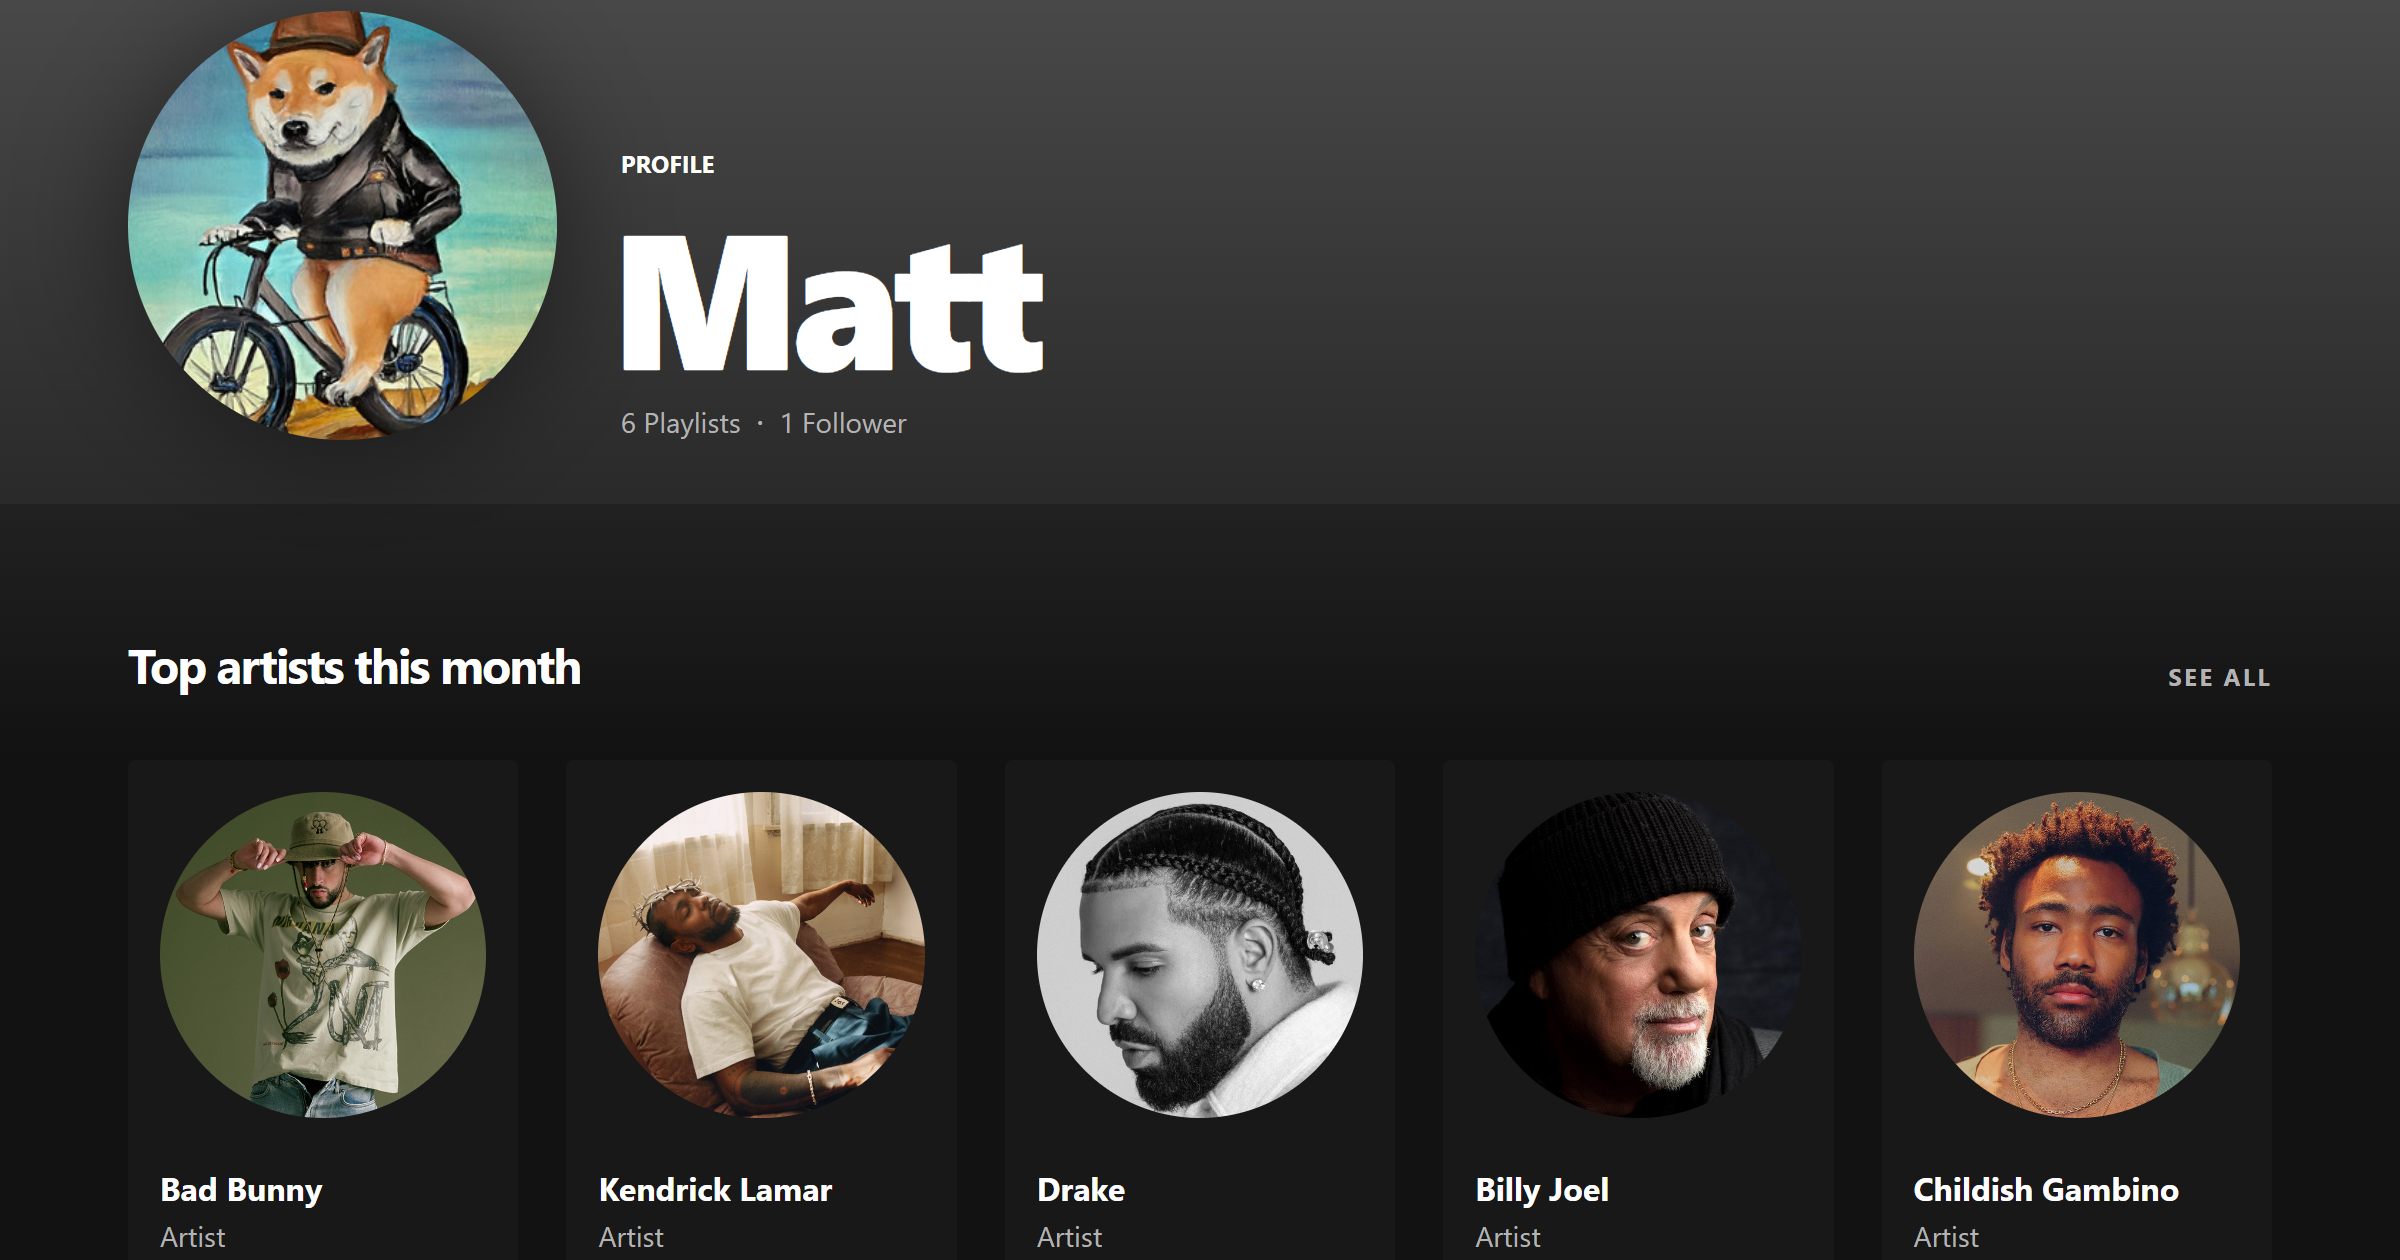 PROFILE
Matt
6 Playlists · 1 Follower
Top artists this month
SEE ALL
Bad Bunny
Kendrick Lamar
Drake
Billy Joel
Childish Gambino
Artist
Artist
Artist
Artist
Artist